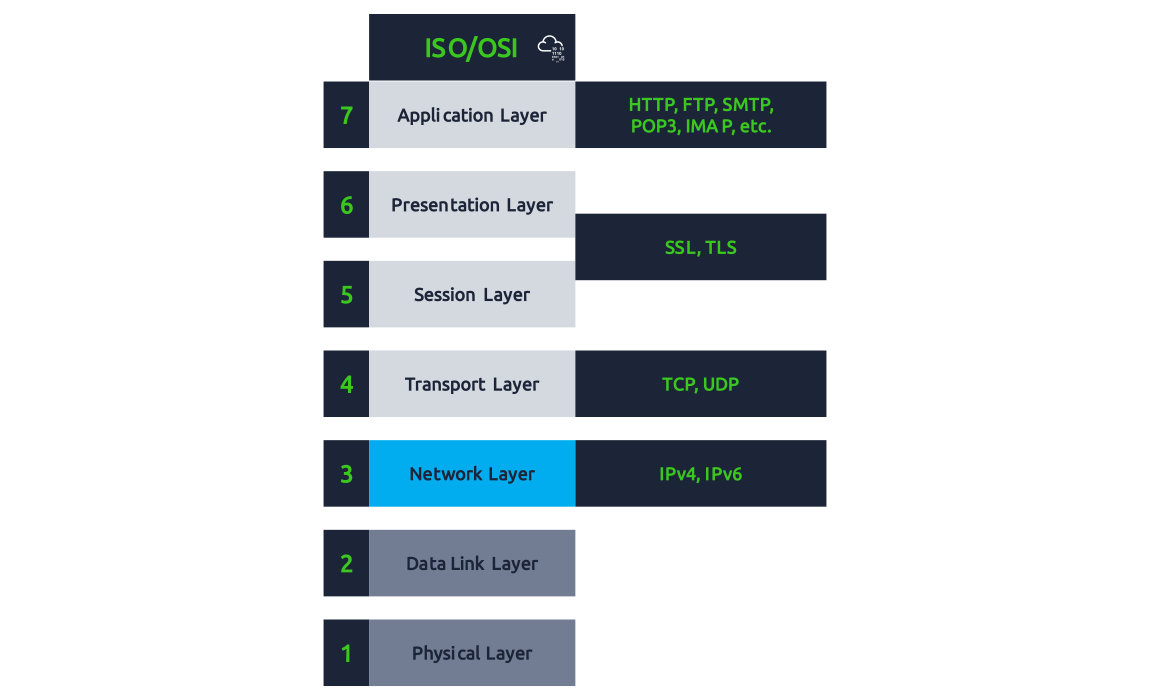 ISO/OSI
7 Application Layer HTTP, FTP, SMTP,
POP3, IMAP, etc.
6 Presentation Layer
SSL, TLS
5 Session Layer
4 Transport Layer TCP, UDP
3 Network Layer IPv4, IPv6
2 Data Link Layer
1 Physical Layer